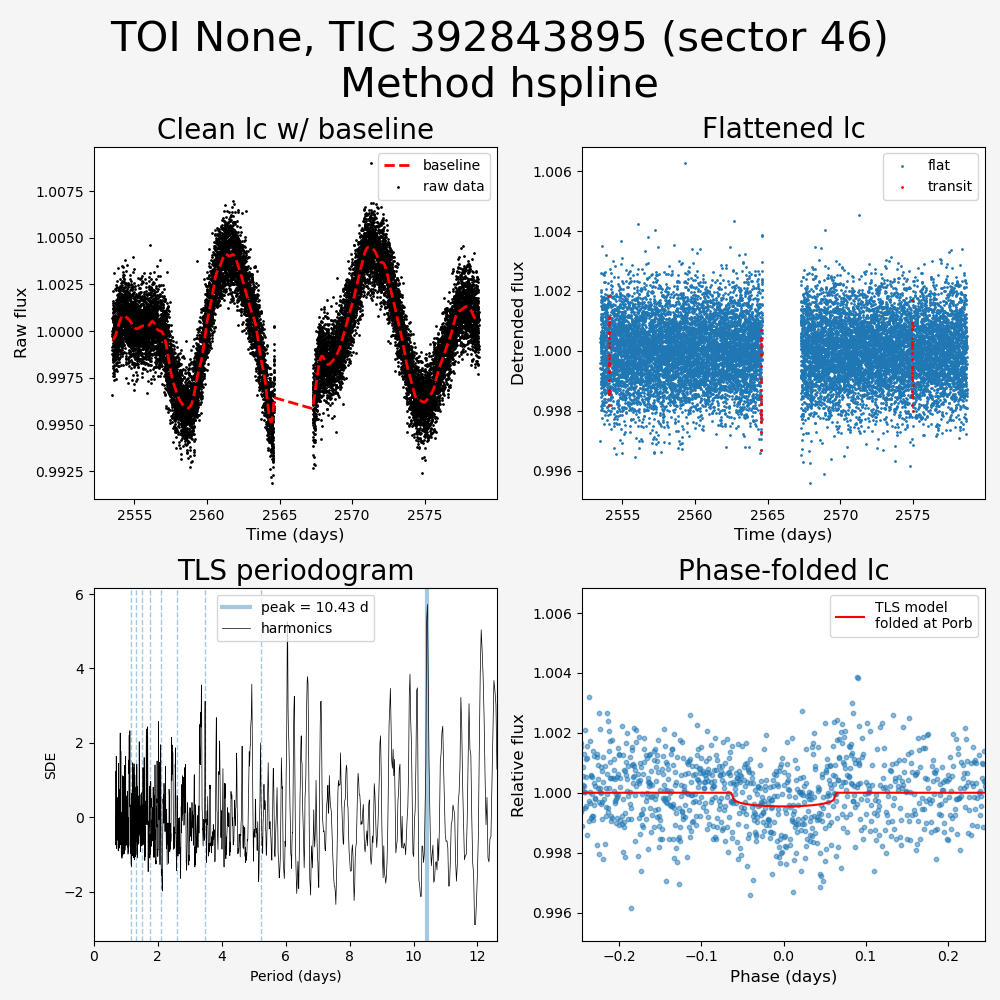 TOI None, TIC 392843895 (sector 46)
Method hspline
Clean lc w/ baseline
Flattened lc
baseline
raw data
flat
transit
Raw flux
1.0075
1.0050
1.0025
1.0000
0.9975
0.9950
0.9925
2555
2560
2565
2570
2575
Time (days)
Detrended flux
1.006
1.004
1.002
1.000
0.998
0.996
2555
2560
2565
2570
2575
Time (days)
TLS periodogram
Phase-folded lc
peak = 10.43 d
harmonics
TLS model
folded at Porb
SDE
6
4
2
0
−2
0
2
4
6
8
10
12
Period (days)
Relative flux
1.006
1.004
1.002
1.000
0.998
0.996
−0.2
−0.1
0.0
0.1
0.2
Phase (days)